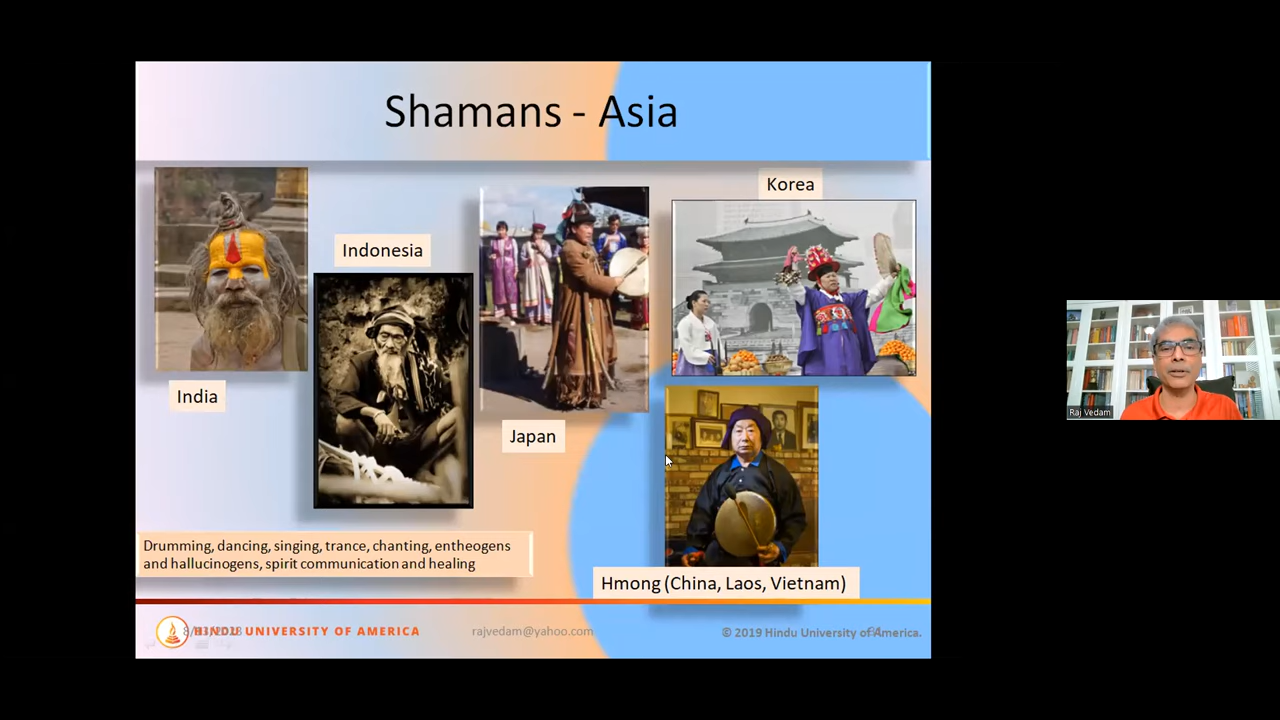 Shamans - Asia
Korea
Indonesia
India
Japan
Raj Vedam
Drumming, dancing, singing, trance, chanting, entheogens
and hallucinogens, spirit communication and healing
Hmong (China, Laos, Vietnam)
HINDU UNIVERSITY OF AMERICA
rajvedam@yahoo.com
© 2019 Hindu University of America.